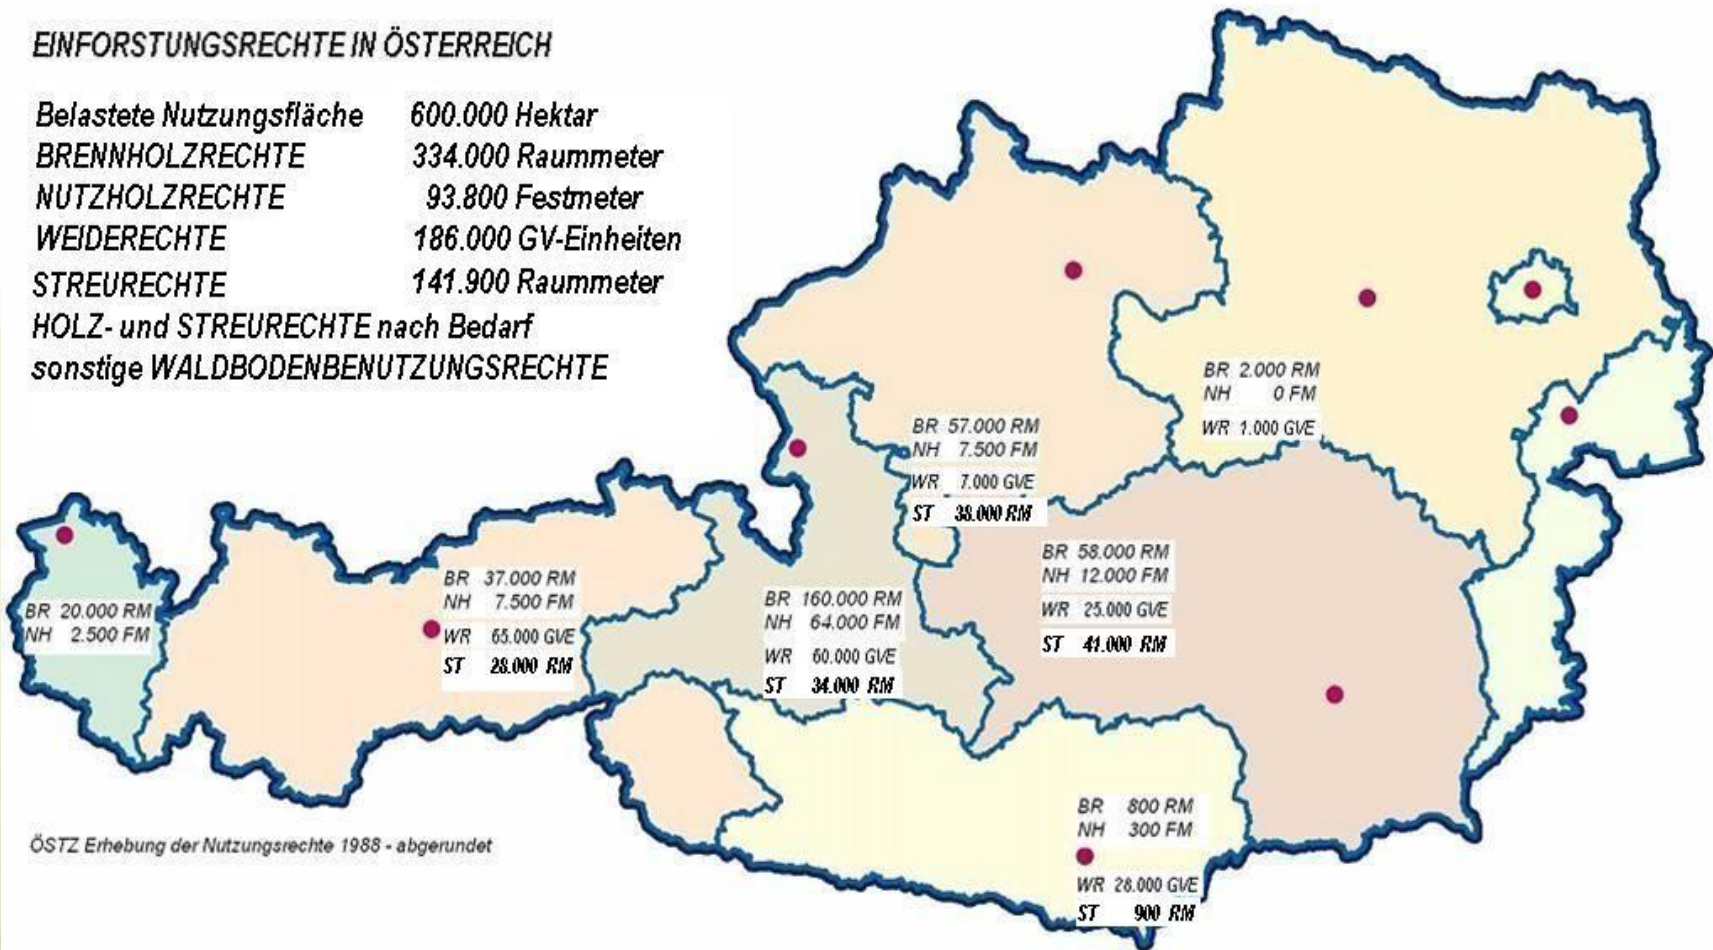 EINFORSTUNGSRECHTE IN ÖSTERREICH
Belastete Nutzungsfläche 600.000 Hektar
BRENNHOLZRECHTE 334.000 Raummeter
NUTZHOLZRECHTE 93.800 Festmeter
WEIDERECHTE 186.000 GV-Einheiten
STREURECHTE 141.900 Raummeter
HOLZ- und STREURECHTE nach Bedarf
sonstige WALDBODENBENUTZUNGSRECHTE
BR 2.000 RM
NH 0 FM
WR 1.000 GVE
BR 57.000 RM
NH 7.500 FM
WR 7.000 GVE
ST 38.000 RM
BR 20.000 RM
NH 2.500 FM
BR 37.000 RM
NH 7.500 FM
WR 65.000 GVE
ST 28.000 RM
BR 160.000 RM
NH 64.000 FM
WR 60.000 GVE
ST 34.000 RM
BR 58.000 RM
NH 12.000 FM
WR 25.000 GVE
ST 41.000 RM
BR 800 RM
NH 300 FM
WR 28.000 GVE
ST 900 RM
ÖSTZ Erhebung der Nutzungsrechte 1988 - abgerundet